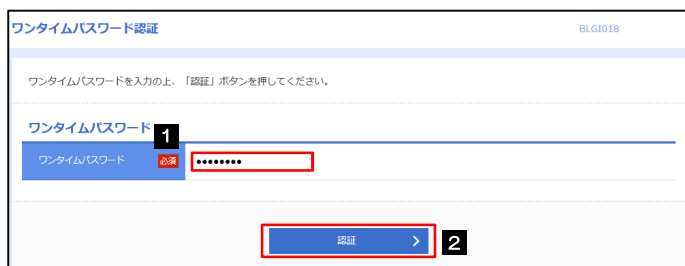 ワンタイムパスワード認証 BLGI018
ワンタイムパスワードを入力の上、「認証」ボタンを押してください。
ワンタイムパスワード 1
ワンタイムパスワード 必須 ••••••••
認証 2